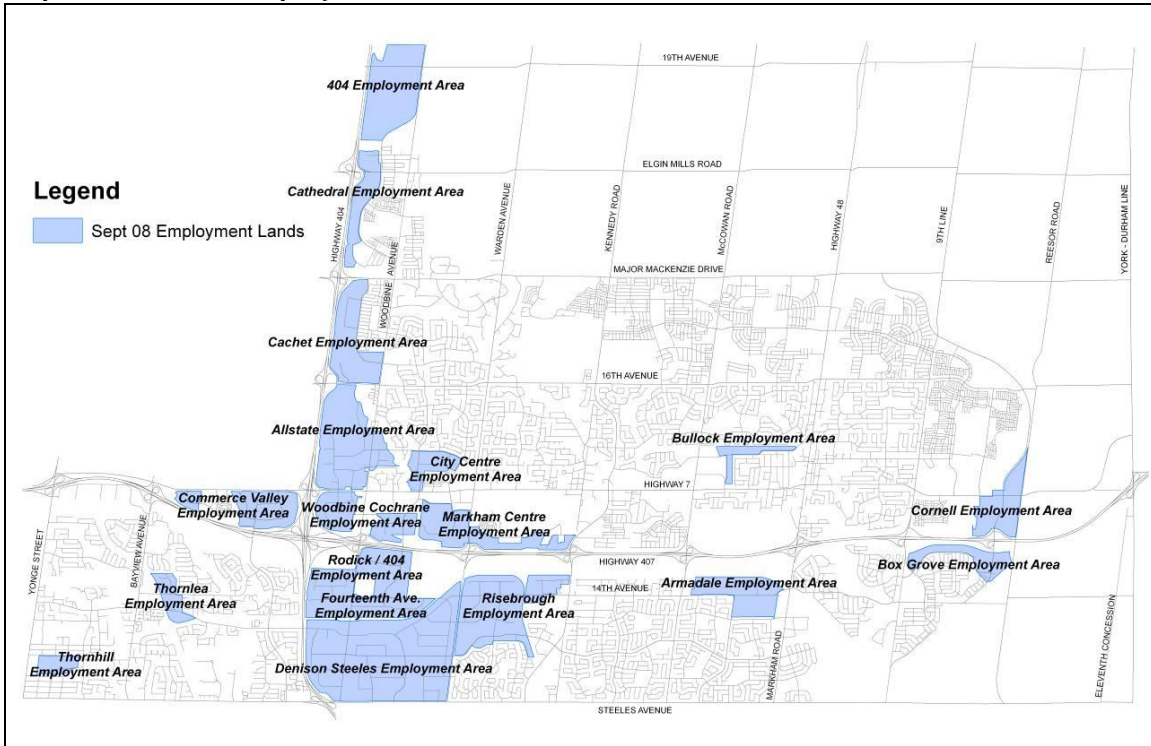 19TH AVENUE
404 Employment Area
ELGIN MILLS ROAD
Legend
Sept 08 Employment Lands
Cathedral Employment Area
HIGHWAY 404
WOODBINE AVENUE
WARDEN AVENUE
KENNEDY ROAD
McCOWAN ROAD
HIGHWAY 48
9TH LINE
REESOR ROAD
YORK - DURHAM LINE
MAJOR MACKENZIE DRIVE
Cachet Employment Area
16TH AVENUE
Allstate Employment Area
Bullock Employment Area
City Centre
Employment Area
HIGHWAY 7
Commerce Valley
Employment Area
Woodbine Cochrane
Employment Area
Markham Centre
Employment Area
Cornell Employment Area
YONGE STREET
BAYVIEW AVENUE
Rodick / 404
Employment Area
HIGHWAY 407
Box Grove Employment Area
Thornlea
Employment Area
Fourteenth Ave.
Employment Area
Risebrough
Employment Area
14TH AVENUE
Armadale Employment Area
Thornhill
Employment Area
Denison Steeles Employment Area
MARKHAM ROAD
ELEVENTH CONCESSION
STEELES AVENUE